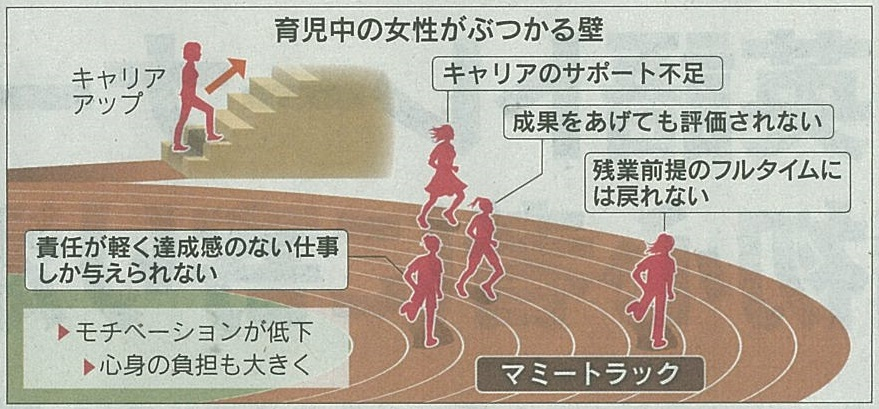 育児中の女性がぶつかる壁
キャリア
アップ
キャリアのサポート不足
成果をあげても評価されない
残業前提のフルタイムに
は戻れない
責任が軽く達成感のない仕事
しか与えられない
▶モチベーションが低下
▶心身の負担も大きく
マミートラック